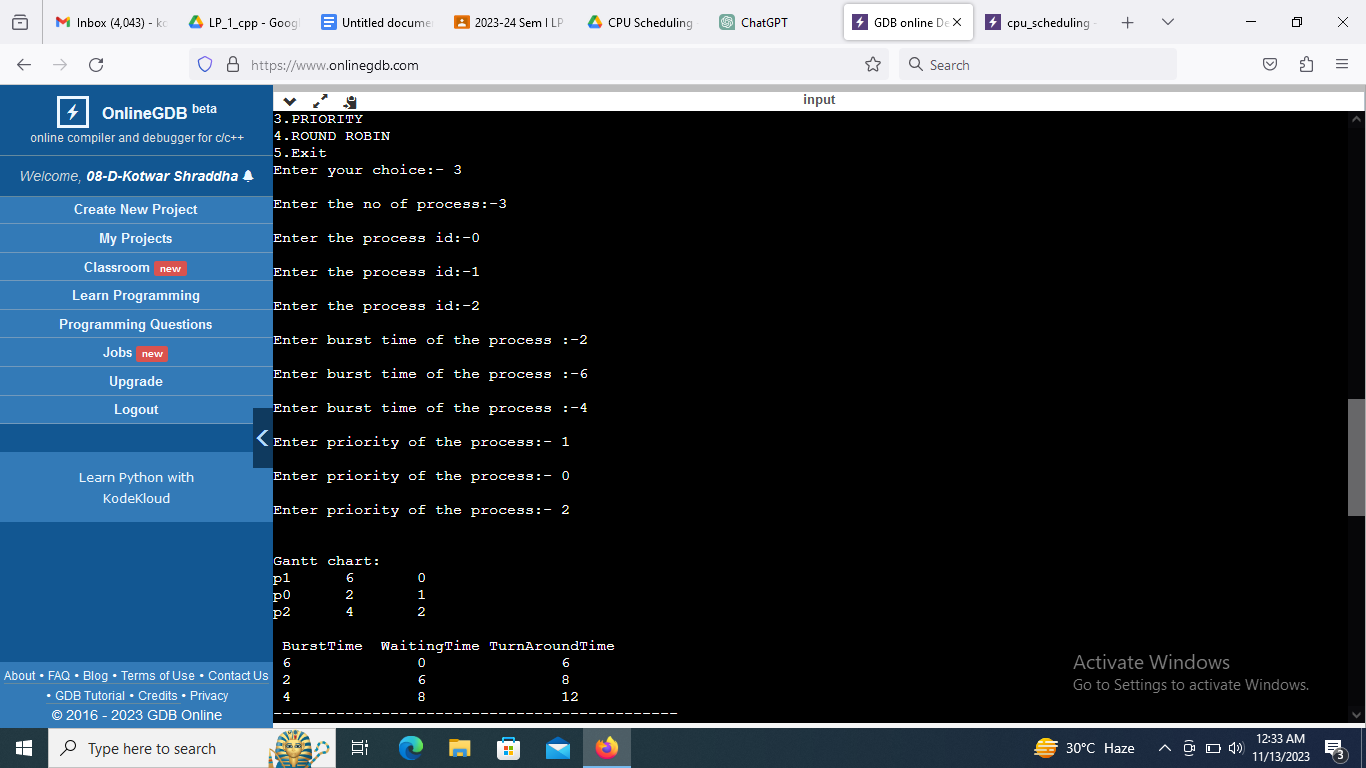 Inbox (4,043) - ko
LP_1_cpp - Googl
Untitled docume
2023-24 Sem I LP
CPU Scheduling
ChatGPT
GDB online De
cpu_scheduling -
https://www.onlinegdb.com
Search
OnlineGDB beta
online compiler and debugger for c/c++
Welcome, 08-D-Kotwar Shraddha
Create New Project
My Projects
Classroom new
Learn Programming
Programming Questions
Jobs new
Upgrade
Logout
Learn Python with
KodeKloud
About • FAQ • Blog • Terms of Use • Contact Us
• GDB Tutorial • Credits • Privacy
© 2016 - 2023 GDB Online
input
3.PRIORITY
4.ROUND ROBIN
5.Exit
Enter your choice:- 3
Enter the no of process:-3
Enter the process id:-0
Enter the process id:-1
Enter the process id:-2
Enter burst time of the process :-2
Enter burst time of the process :-6
Enter burst time of the process :-4
Enter priority of the process:- 1
Enter priority of the process:- 0
Enter priority of the process:- 2
Gantt chart:
p1 6 0
p0 2 1
p2 4 2
BurstTime WaitingTime TurnAroundTime
6 0 6
2 6 8
4 8 12
---------------------------------------------
Activate Windows
Go to Settings to activate Windows.
Type here to search
30°C Haze
12:33 AM
11/13/2023
3